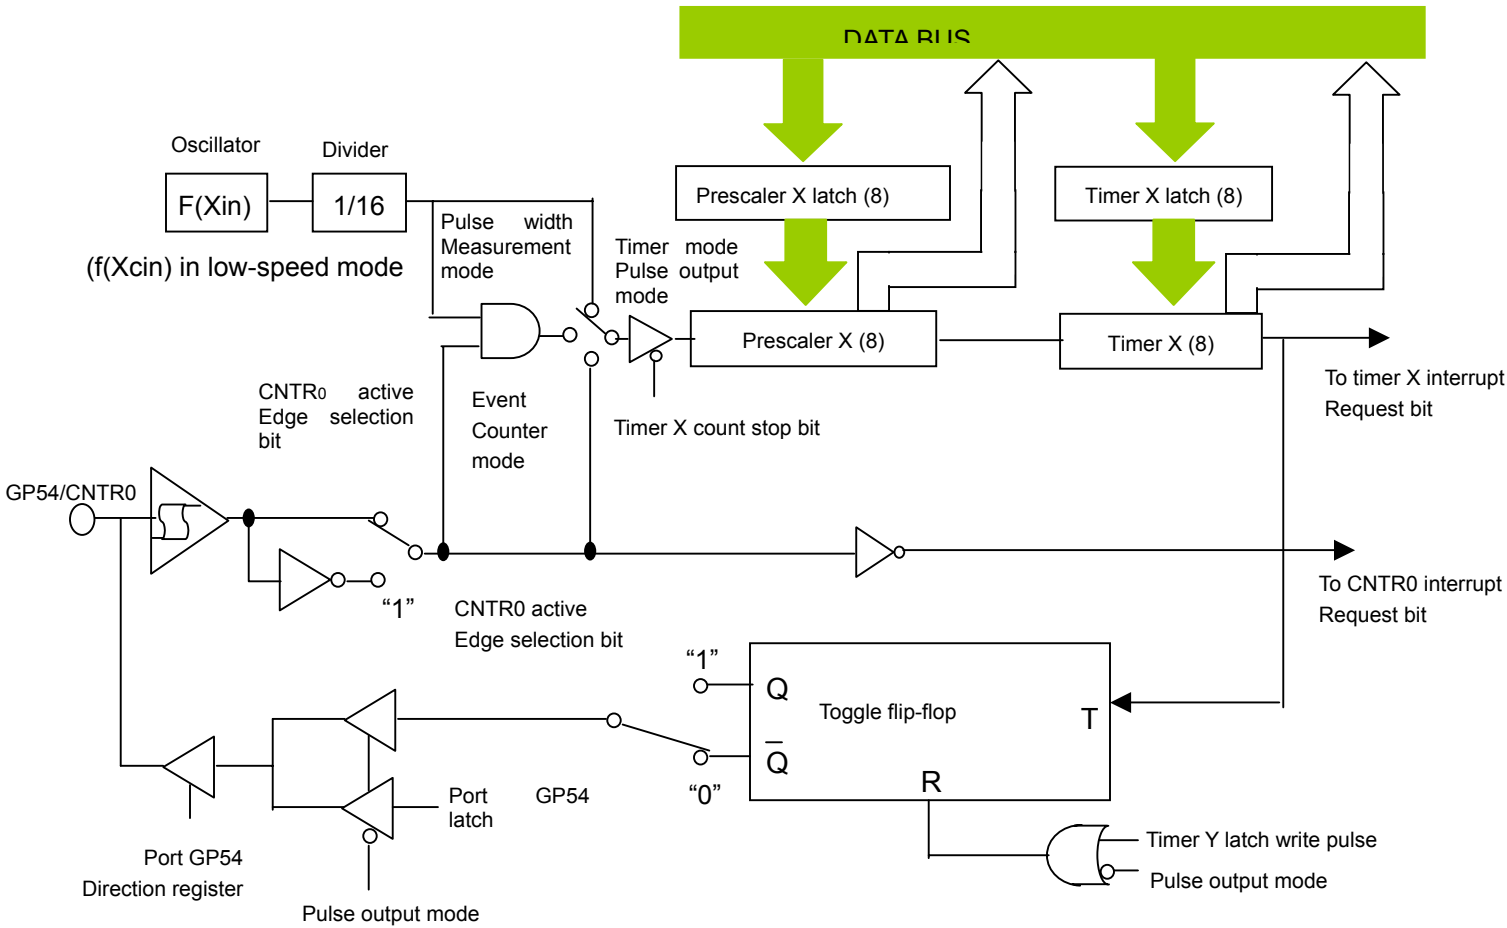 DATA BUS
Oscillator
Divider
F(Xin)
1/16
(f(Xcin) in low-speed mode
Pulse width
Measurement
mode
Timer mode
Pulse output
mode
Prescaler X latch (8)
Timer X latch (8)
Prescaler X (8)
Timer X (8)
To timer X interrupt
Request bit
CNTR0 active
Edge selection
bit
Event
Counter
mode
Timer X count stop bit
GP54/CNTR0
“1”
CNTR0 active
Edge selection bit
To CNTR0 interrupt
Request bit
“1”
Q
Toggle flip-flop
T
Q̅
R
“0”
Port GP54
latch
Port GP54
Direction register
Pulse output mode
Timer Y latch write pulse
Pulse output mode